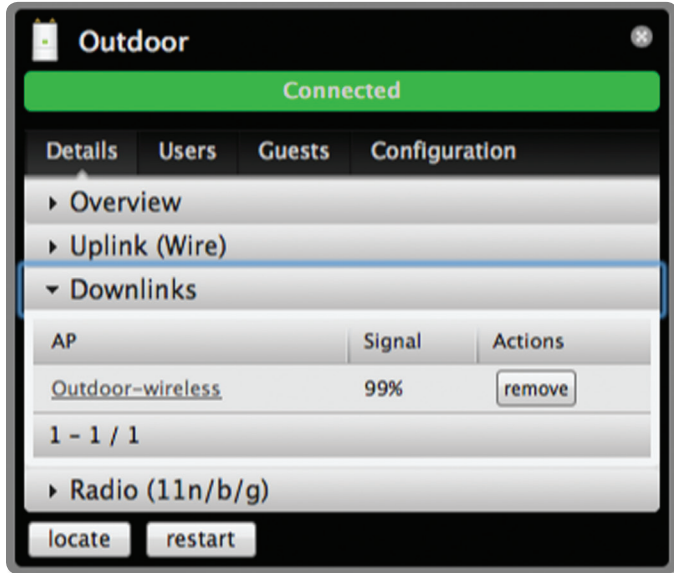 Outdoor
Connected
Details Users Guests Configuration
Overview
Uplink (Wire)
Downlinks
AP Signal Actions
Outdoor-wireless 99% remove
1 - 1 / 1
Radio (11n/b/g)
locate restart